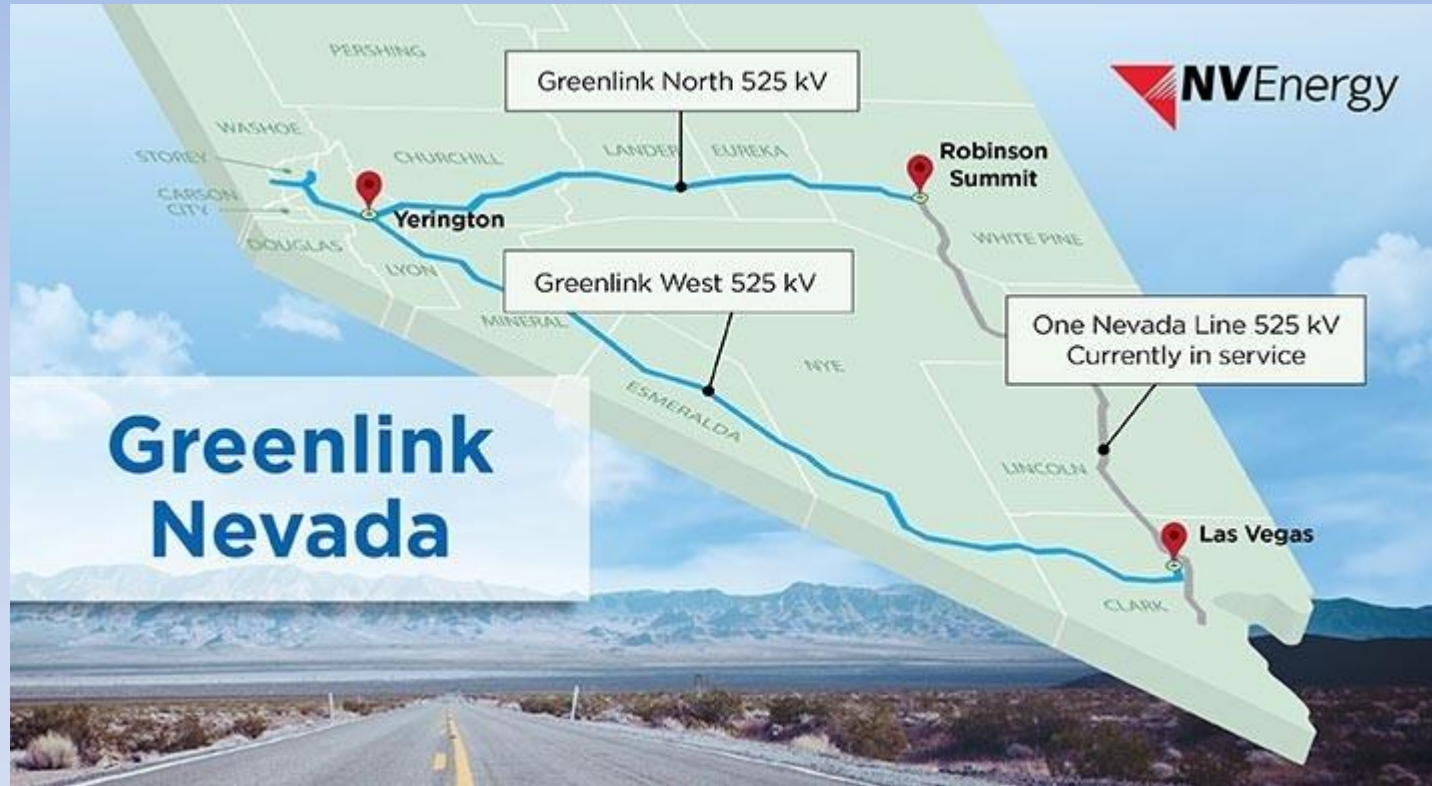 PERSHING
Greenlink North 525 kV
NVEnergy
WASHOE
STOREY
CHURCHILL
LANDER
EUREKA
Robinson
Summit
CARSON
CITY
Yerington
DOUGLAS
LYON
WHITE PINE
Greenlink West 525 kV
MINERAL
One Nevada Line 525 kV
Currently in service
NYE
ESMERALDA
Greenlink
Nevada
LINCOLN
Las Vegas
CLARK